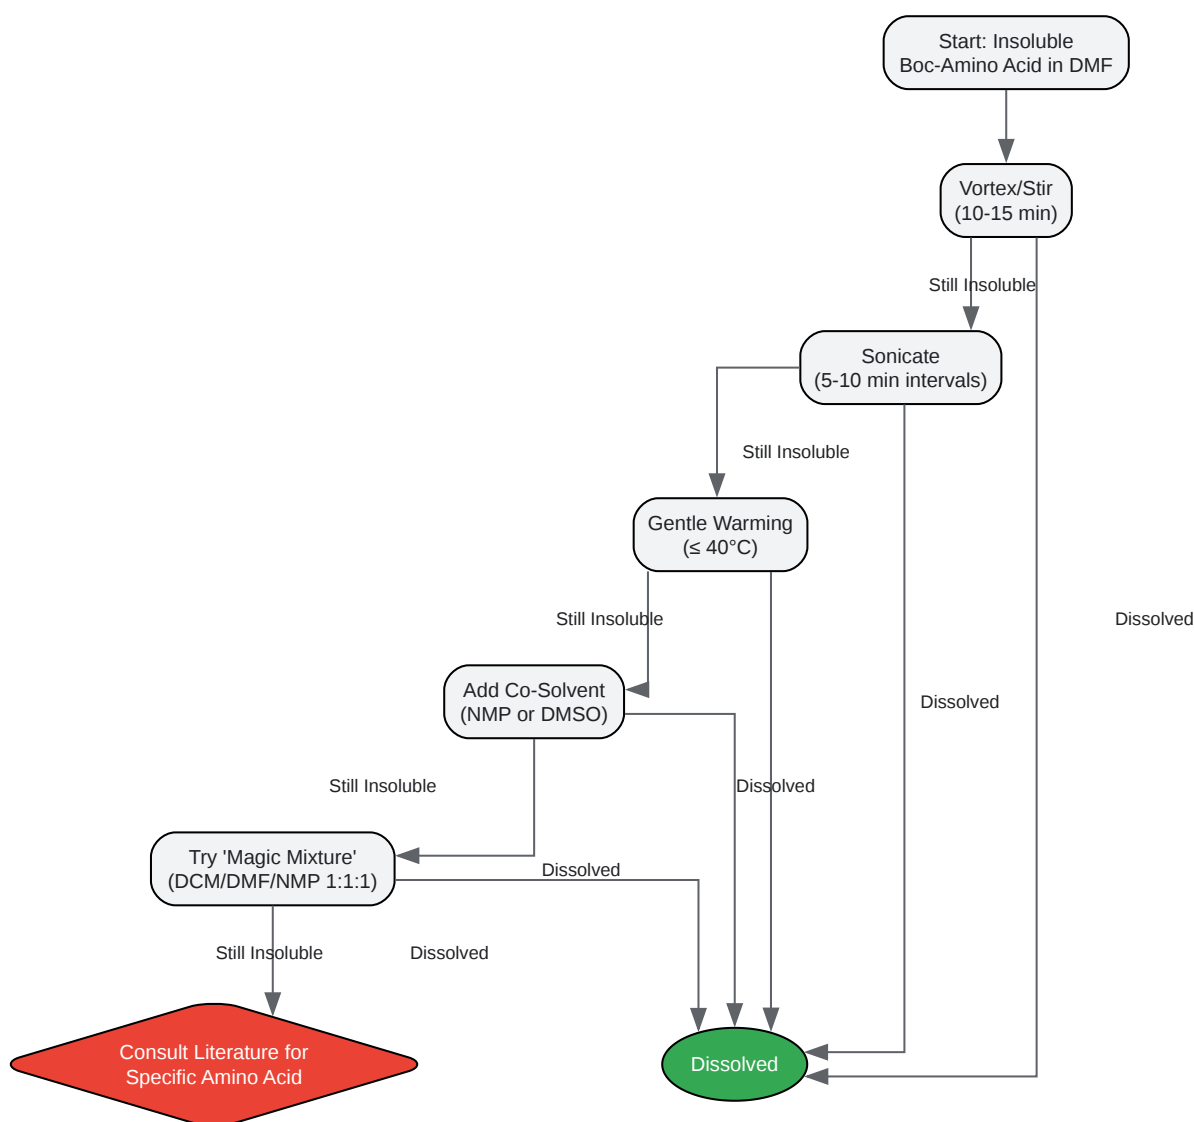 Start: Insoluble
Boc-Amino Acid in DMF
Vortex/Stir
(10-15 min)
Still Insoluble
Sonicate
(5-10 min intervals)
Still Insoluble
Gentle Warming
(≤ 40°C)
Still Insoluble
Dissolved
Add Co-Solvent
(NMP or DMSO)
Dissolved
Still Insoluble
Dissolved
Try 'Magic Mixture'
(DCM/DMF/NMP 1:1:1)
Dissolved
Still Insoluble
Dissolved
Consult Literature for
Specific Amino Acid
Dissolved